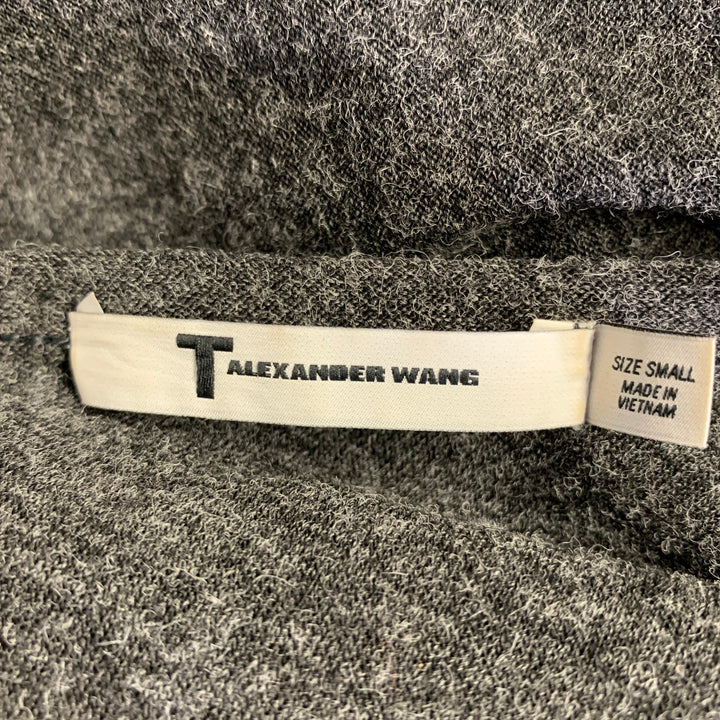 T ALEXANDER WANG
SIZE SMALL
MADE IN
VIETNAM